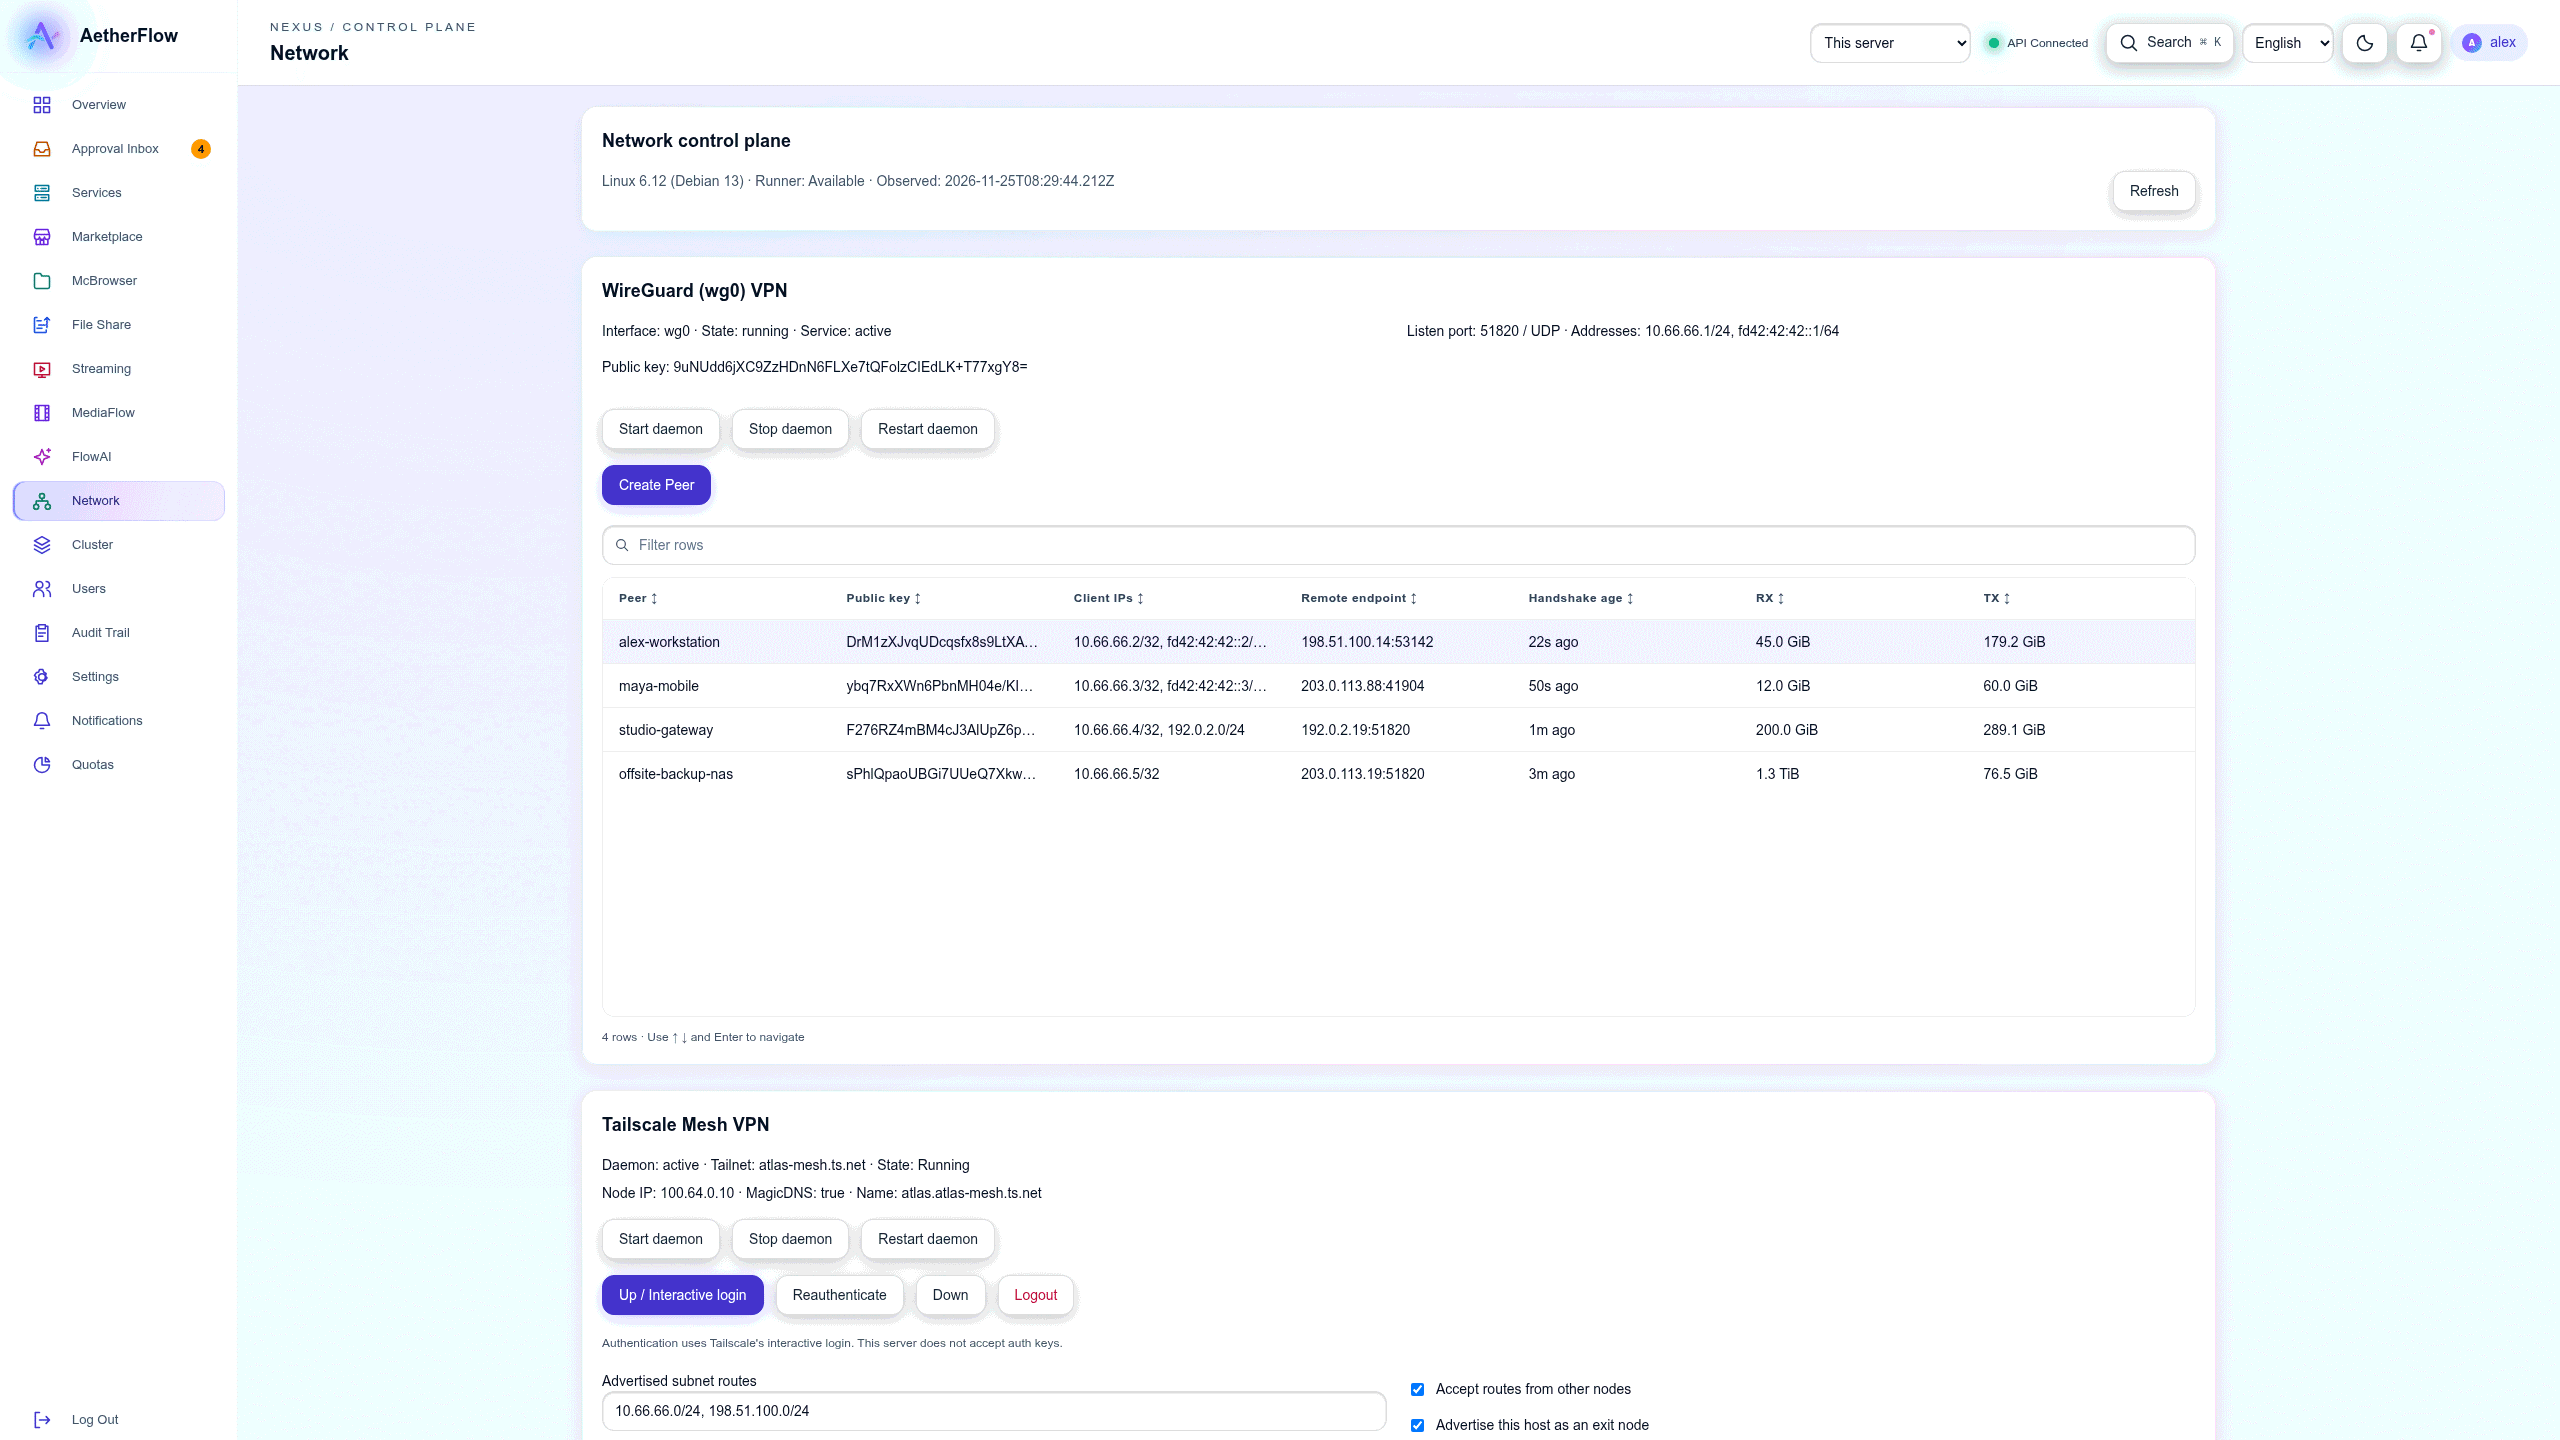 AetherFlow
Overview
Approval Inbox 4
Services
Marketplace
McBrowser
File Share
Streaming
MediaFlow
FlowAI
Network
Cluster
Users
Audit Trail
Settings
Notifications
Quotas
Log Out
NEXUS / CONTROL PLANE
Network
This server
API Connected
Search ⌘ K
English
A alex
Network control plane
Linux 6.12 (Debian 13) · Runner: Available · Observed: 2026-11-25T08:29:44.212Z
Refresh
WireGuard (wg0) VPN
Interface: wg0 · State: running · Service: active
Listen port: 51820 / UDP · Addresses: 10.66.66.1/24, fd42:42:42::1/64
Public key: 9uNUdd6jXC9ZzHDnN6FLXe7tQFolzCIEdLK+T77xgY8=
Start daemon Stop daemon Restart daemon
Create Peer
Filter rows
Peer ↕ Public key ↕ Client IPs ↕ Remote endpoint ↕ Handshake age ↕ RX ↕ TX ↕
alex-workstation DrM1zXJvqUDcqsfx8s9LtXA… 10.66.66.2/32, fd42:42:42::2/… 198.51.100.14:53142 22s ago 45.0 GiB 179.2 GiB
maya-mobile ybq7RxXWn6PbnMH04e/KI… 10.66.66.3/32, fd42:42:42::3/… 203.0.113.88:41904 50s ago 12.0 GiB 60.0 GiB
studio-gateway F276RZ4mBM4cJ3AlUpZ6p… 10.66.66.4/32, 192.0.2.0/24 192.0.2.19:51820 1m ago 200.0 GiB 289.1 GiB
offsite-backup-nas sPhlQpaoUBGi7UUeQ7Xkw… 10.66.66.5/32 203.0.113.19:51820 3m ago 1.3 TiB 76.5 GiB
4 rows · Use ↑ ↓ and Enter to navigate
Tailscale Mesh VPN
Daemon: active · Tailnet: atlas-mesh.ts.net · State: Running
Node IP: 100.64.0.10 · MagicDNS: true · Name: atlas.atlas-mesh.ts.net
Start daemon Stop daemon Restart daemon
Up / Interactive login Reauthenticate Down Logout
Authentication uses Tailscale's interactive login. This server does not accept auth keys.
Advertised subnet routes
10.66.66.0/24, 198.51.100.0/24
Accept routes from other nodes
Advertise this host as an exit node